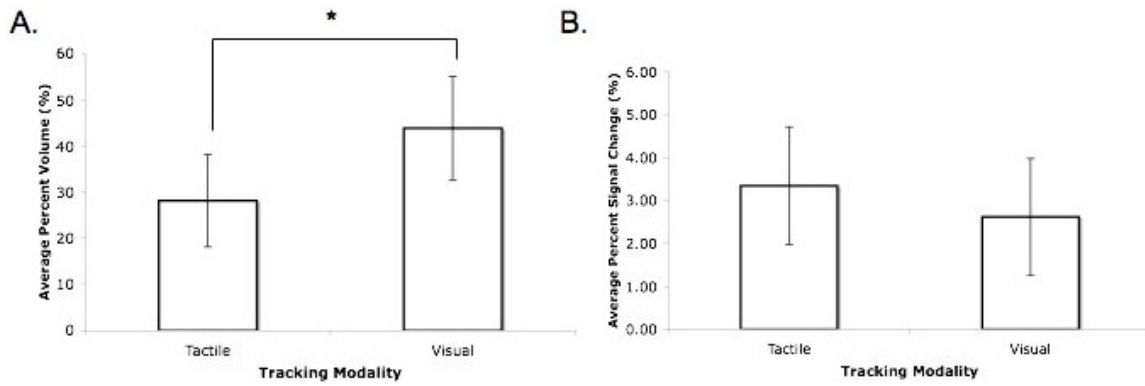 A.
*
Average Percent Volume (%)
60
50
40
30
20
10
0
Tactile Visual
Tracking Modality
B.
Average Percent Signal Change (%)
6.00
5.00
4.00
3.00
2.00
1.00
0.00
Tactile Visual
Tracking Modality